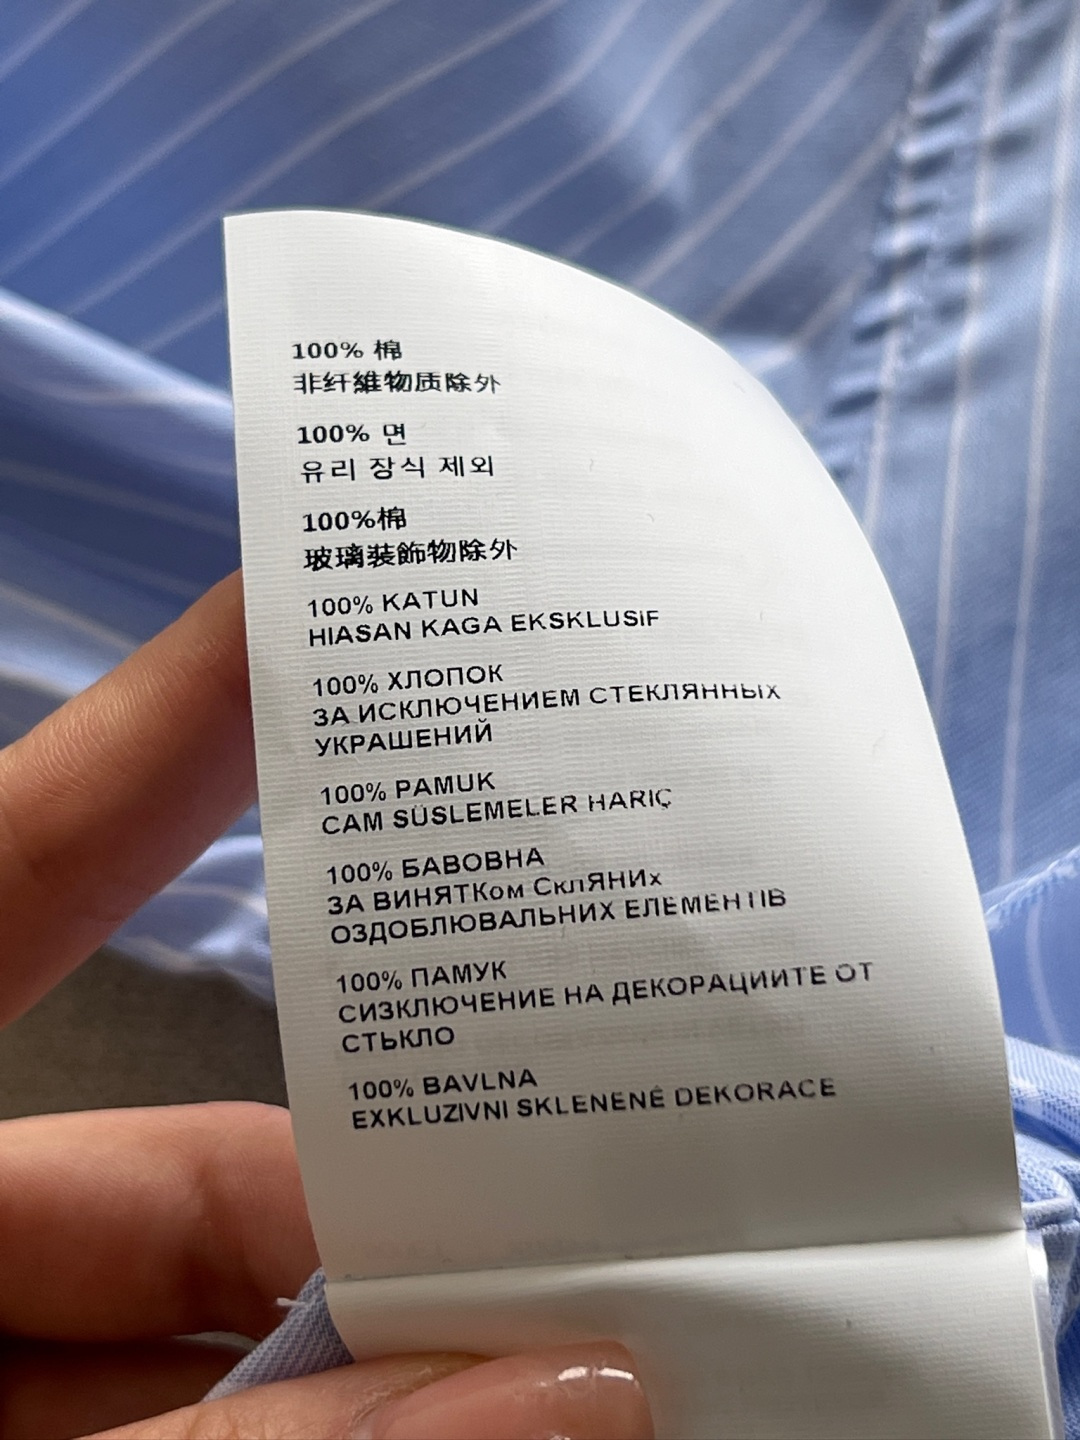 100% 棉
非纤維物质除外
100% 면
유리 장식 제외
100%棉
玻璃裝飾物除外
100% KATUN
HIASAN KAGA EKSKLUSIF
100% ХЛОПОК
ЗА ИСКЛЮЧЕНИЕМ СТЕКЛЯННЫХ
УКРАШЕНИЙ
100% PAMUK
CAM SÜSLEMELER HARIÇ
100% БАВОВНА
ЗА ВИНЯТКом СклЯНИх
ОЗДОБЛЮВАЛЬНИХ ЕЛЕМЕНТІВ
100% ПАМУК
СИЗКЛЮЧЕНИЕ НА ДЕКОРАЦИИТЕ ОТ
СТЬКЛО
100% BAVLNA
EXKLUZIVNI SKLENENÉ DEKORACE